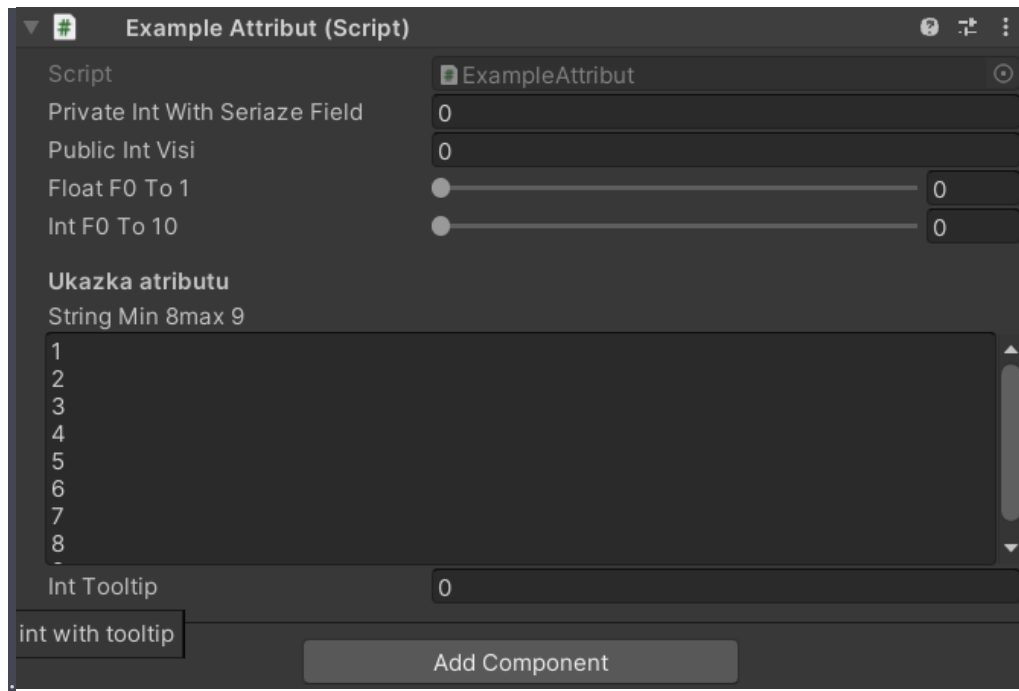 Example Attribut (Script)
Script ExampleAttribut
Private Int With Seriaze Field 0
Public Int Visi 0
Float F0 To 1 0
Int F0 To 10 0
Ukazka atributu
String Min 8max 9
1
2
3
4
5
6
7
8
Int Tooltip 0
int with tooltip
Add Component